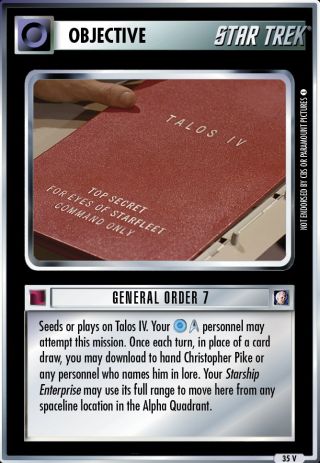 OBJECTIVE
STAR TREK
TALOS IV
TOP SECRET
FOR EYES OF STARFLEET
COMMAND ONLY
NOT ENDORSED BY CBS OR PARAMOUNT PICTURES
GENERAL ORDER 7
Seeds or plays on Talos IV. Your personnel may
attempt this mission. Once each turn, in place of a card
draw, you may download to hand Christopher Pike or
any personnel who names him in lore. Your Starship
Enterprise may use its full range to move here from any
spaceline location in the Alpha Quadrant.
35 V